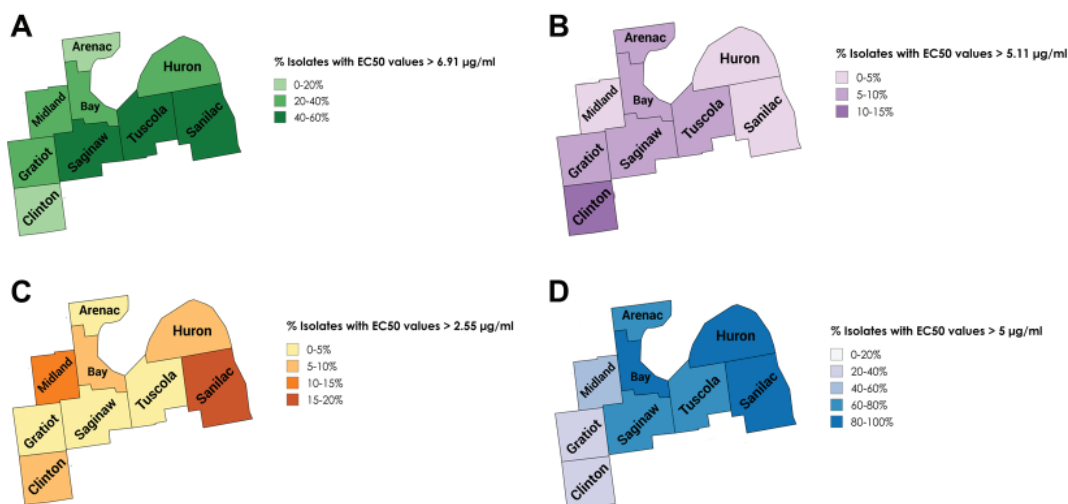 A
% Isolates with EC50 values > 6.91 µg/ml
0-20%
20-40%
40-60%
Arenac
Huron
Midland
Bay
Tuscola
Sanilac
Gratiot
Saginaw
Clinton
B
% Isolates with EC50 values > 5.11 µg/ml
0-5%
5-10%
10-15%
Arenac
Huron
Midland
Bay
Tuscola
Sanilac
Gratiot
Saginaw
Clinton
C
% Isolates with EC50 values > 2.55 µg/ml
0-5%
5-10%
10-15%
15-20%
Arenac
Huron
Midland
Bay
Tuscola
Sanilac
Gratiot
Saginaw
Clinton
D
% Isolates with EC50 values > 5 µg/ml
0-20%
20-40%
40-60%
60-80%
80-100%
Arenac
Huron
Midland
Bay
Tuscola
Sanilac
Gratiot
Saginaw
Clinton